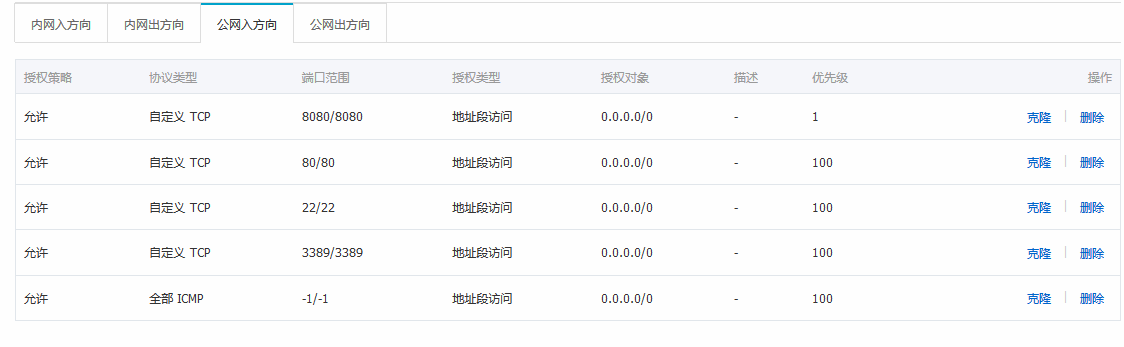 内网入方向 内网出方向 公网入方向 公网出方向
授权策略 协议类型 端口范围 授权类型 授权对象 描述 优先级 操作
允许 自定义 TCP 8080/8080 地址段访问 0.0.0.0/0 - 1 克隆 | 删除
允许 自定义 TCP 80/80 地址段访问 0.0.0.0/0 - 100 克隆 | 删除
允许 自定义 TCP 22/22 地址段访问 0.0.0.0/0 - 100 克隆 | 删除
允许 自定义 TCP 3389/3389 地址段访问 0.0.0.0/0 - 100 克隆 | 删除
允许 全部 ICMP -1/-1 地址段访问 0.0.0.0/0 - 100 克隆 | 删除